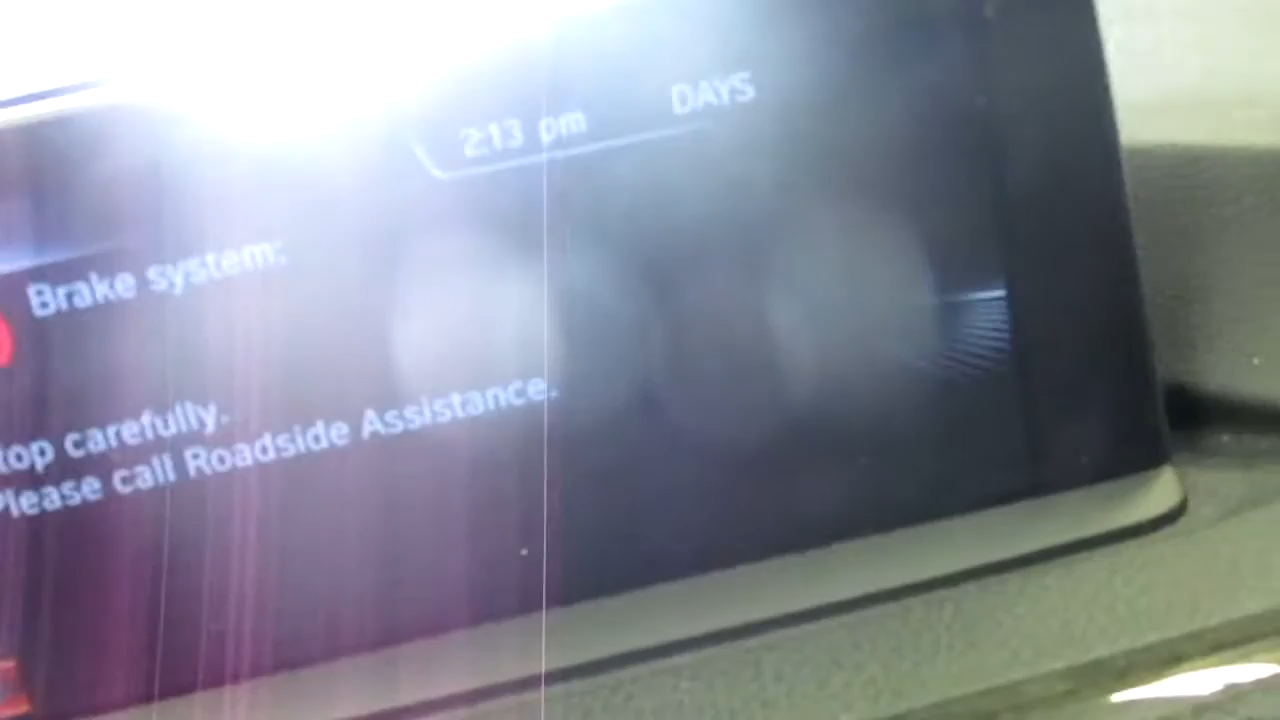 2:13 pm DAYS
Brake system:
top carefully.
Please call Roadside Assistance.